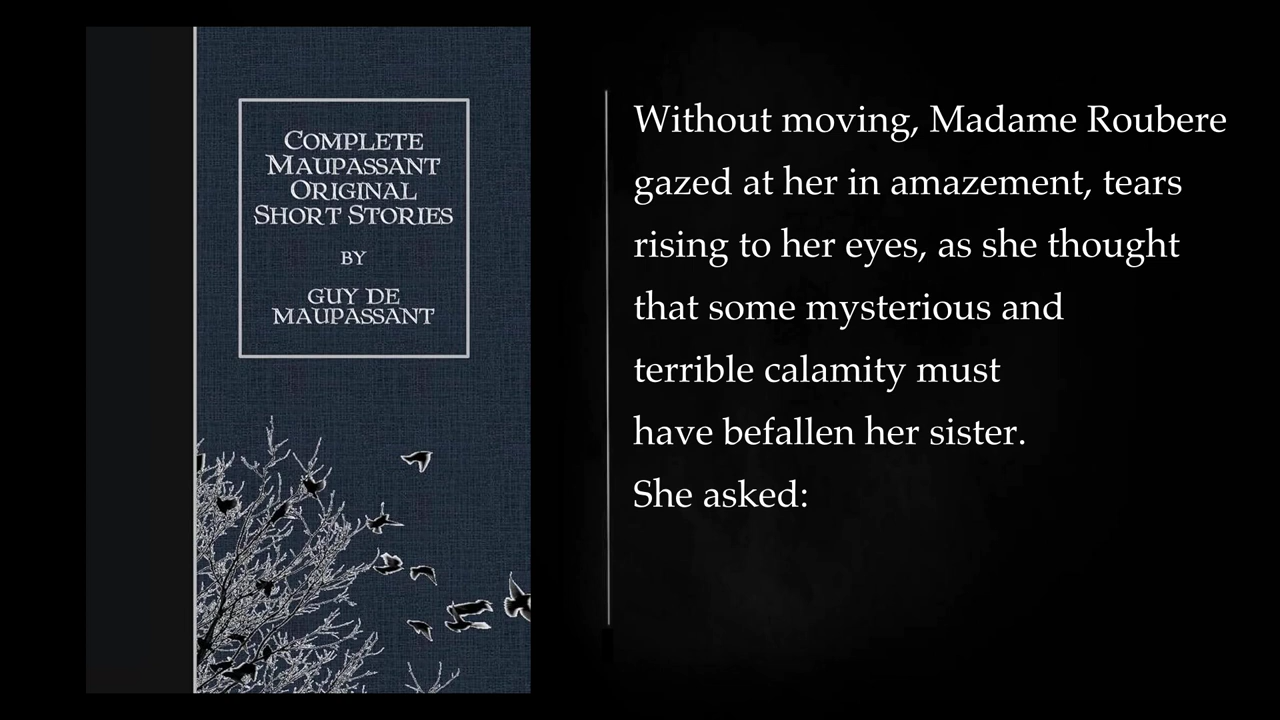 COMPLETE
MAUPASSANT
ORIGINAL
SHORT STORIES
BY
GUY DE
MAUPASSANT
Without moving, Madame Roubere
gazed at her in amazement, tears
rising to her eyes, as she thought
that some mysterious and
terrible calamity must
have befallen her sister.
She asked: